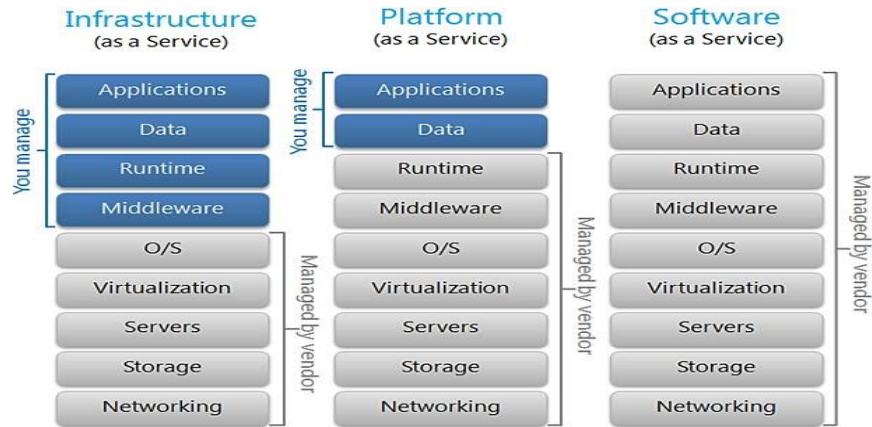 Infrastructure
(as a Service)
You manage
Applications
Data
Runtime
Middleware
O/S
Virtualization
Servers
Storage
Networking
Managed by vendor
Platform
(as a Service)
You manage
Applications
Data
Runtime
Middleware
O/S
Virtualization
Servers
Storage
Networking
Managed by vendor
Software
(as a Service)
Applications
Data
Runtime
Middleware
O/S
Virtualization
Servers
Storage
Networking
Managed by vendor